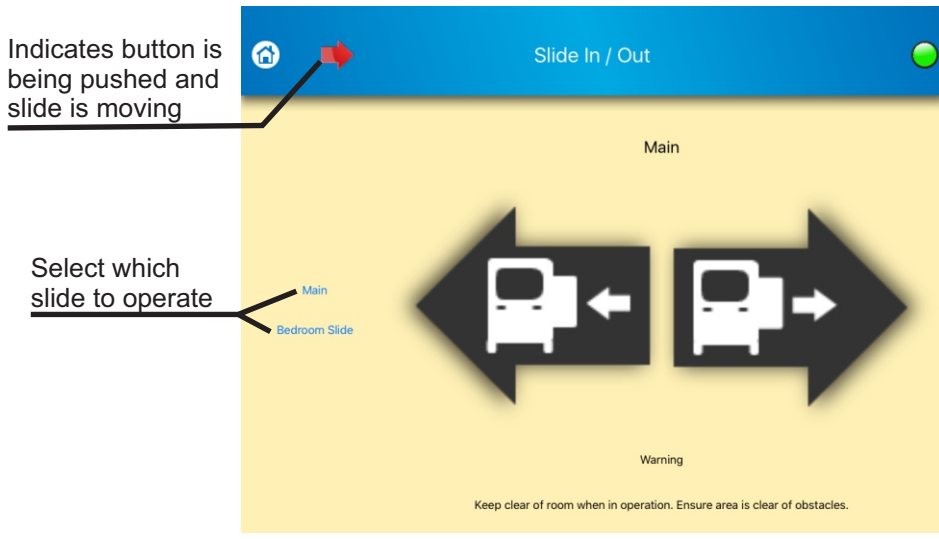 Indicates button is
being pushed and
slide is moving
Slide In / Out
Main
Select which
slide to operate
Main
Bedroom Slide
Warning
Keep clear of room when in operation. Ensure area is clear of obstacles.